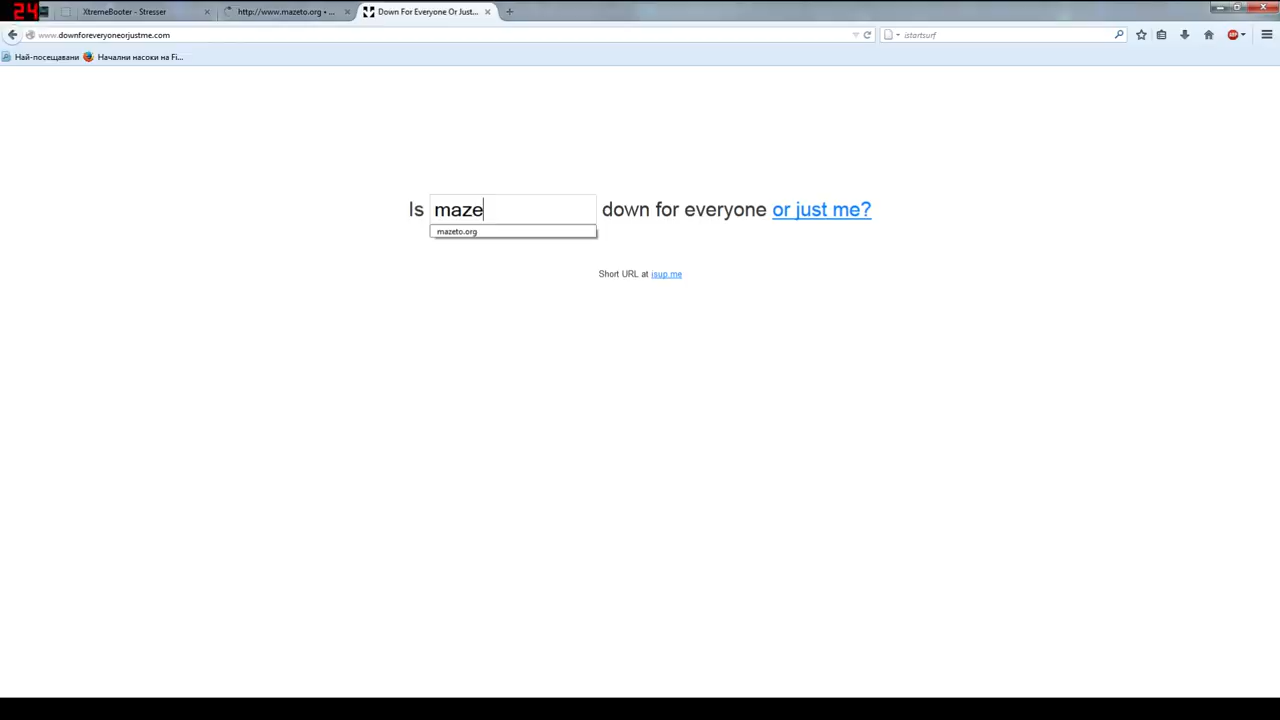 24
XtremeBooter - Stresser
http://www.mazeto.org • ...
Down For Everyone Or Just...
www.downforeveryoneorjustme.com
istartsurf
Най-посещавани
Начални насоки на Fi...
Is maze down for everyone or just me?
mazeto.org
Short URL at isup.me